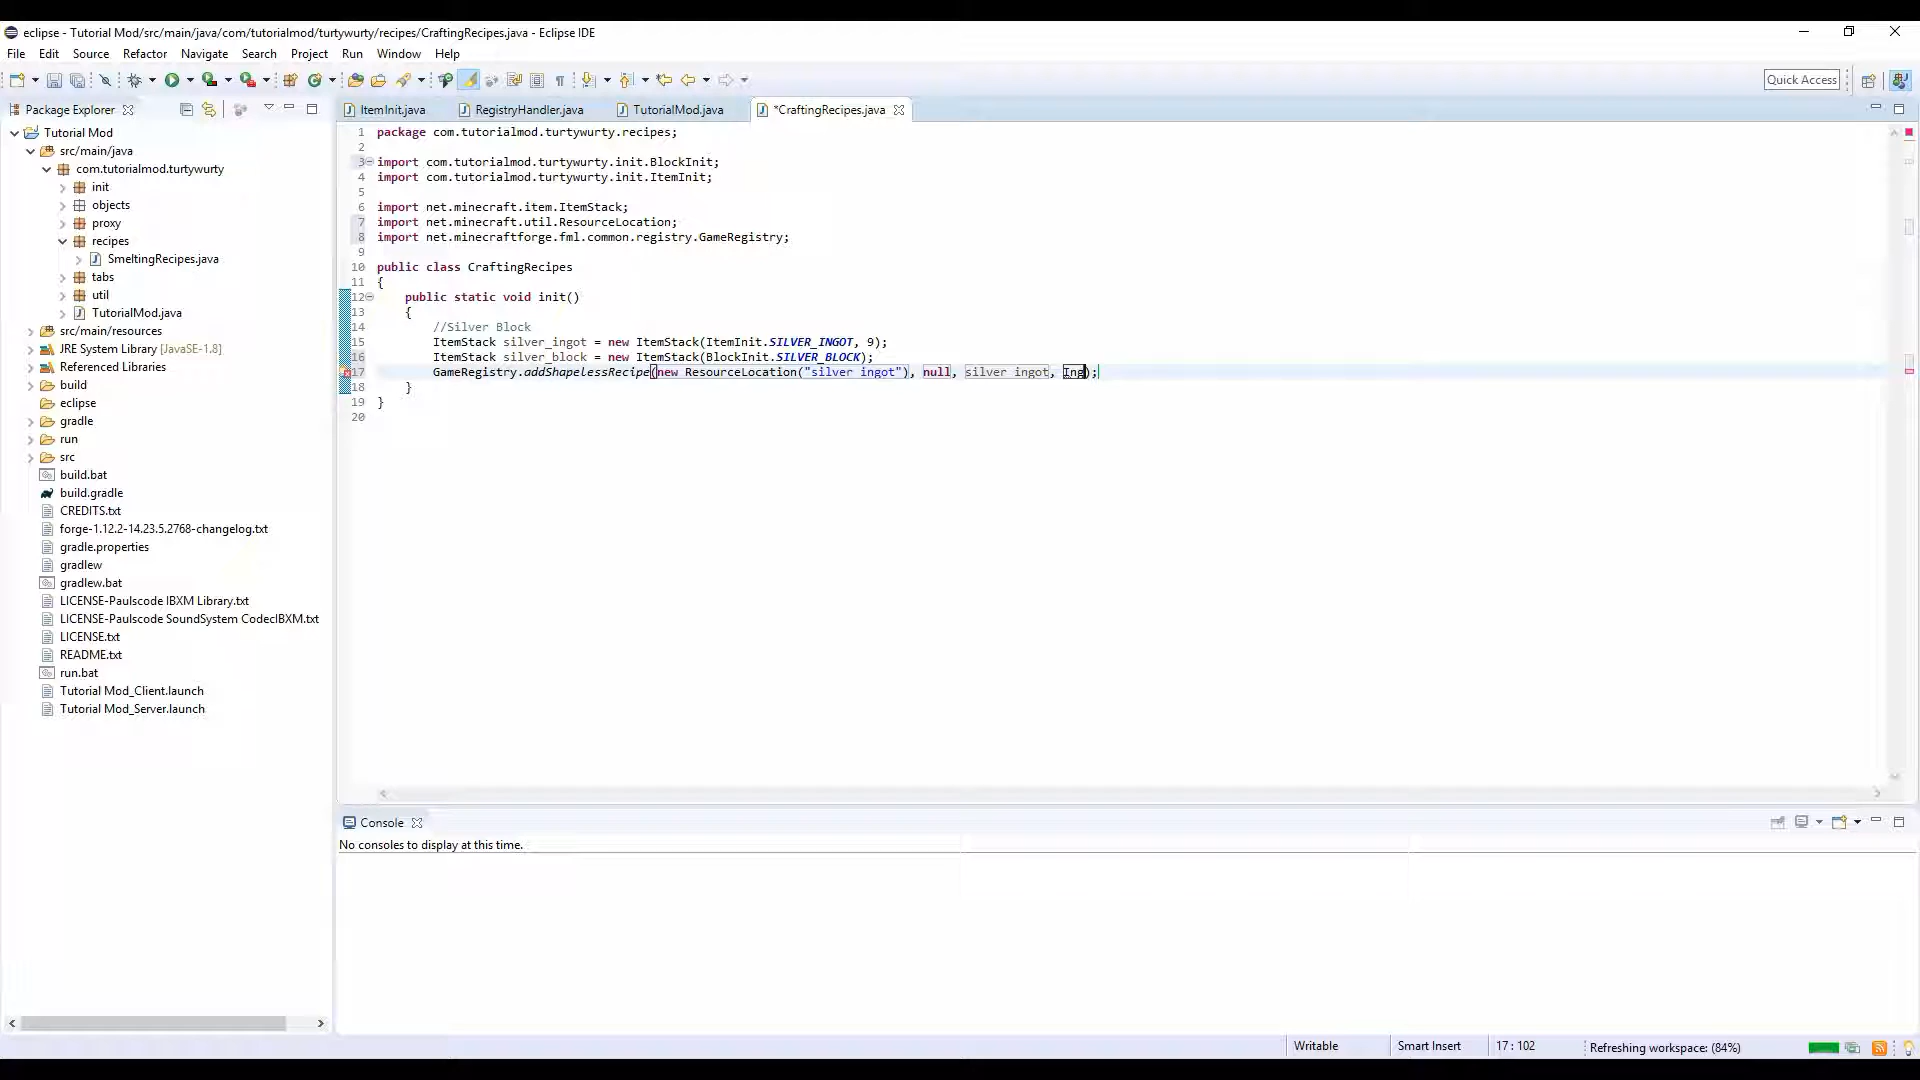 eclipse - Tutorial Mod/src/main/java/com/tutorialmod/turtywurty/recipes/CraftingRecipes.java - Eclipse IDE
File Edit Source Refactor Navigate Search Project Run Window Help
Quick Access
Package Explorer
ItemInit.java RegistryHandler.java TutorialMod.java *CraftingRecipes.java
Tutorial Mod
src/main/java
com.tutorialmod.turtywurty
init
objects
proxy
recipes
SmeltingRecipes.java
tabs
util
TutorialMod.java
src/main/resources
JRE System Library [JavaSE-1.8]
Referenced Libraries
build
eclipse
gradle
run
src
build.bat
build.gradle
CREDITS.txt
forge-1.12.2-14.23.5.2768-changelog.txt
gradle.properties
gradlew
gradlew.bat
LICENSE-Paulscode IBXM Library.txt
LICENSE-Paulscode SoundSystem CodecIBXM.txt
LICENSE.txt
README.txt
run.bat
Tutorial Mod_Client.launch
Tutorial Mod_Server.launch
1 package com.tutorialmod.turtywurty.recipes;
2
3 import com.tutorialmod.turtywurty.init.BlockInit;
4 import com.tutorialmod.turtywurty.init.ItemInit;
5
6 import net.minecraft.item.ItemStack;
7 import net.minecraft.util.ResourceLocation;
8 import net.minecraftforge.fml.common.registry.GameRegistry;
9
10 public class CraftingRecipes
11 {
12 public static void init()
13 {
14 //Silver Block
15 ItemStack silver_ingot = new ItemStack(ItemInit.SILVER_INGOT, 9);
16 ItemStack silver_block = new ItemStack(BlockInit.SILVER_BLOCK);
17 GameRegistry.addShapelessRecipe(new ResourceLocation("silver_ingot"), null, silver_ingot, Ing);
18 }
19 }
20
Console
No consoles to display at this time.
Writable Smart Insert 17 : 102 Refreshing workspace: (84%)